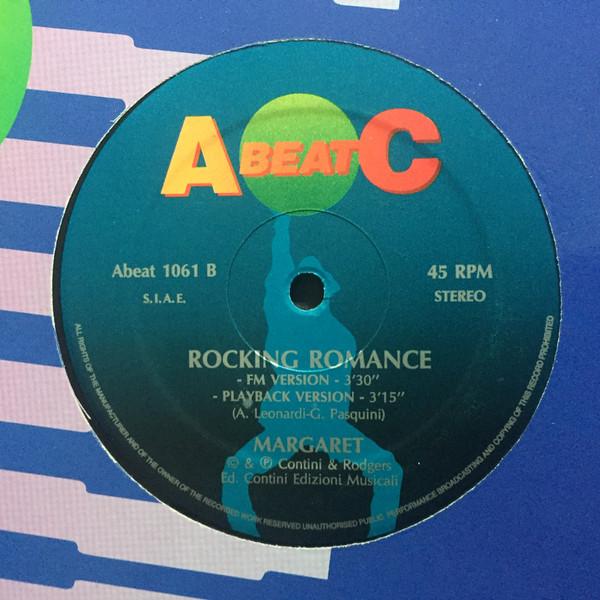 A BEAT C
Abeat 1061 B
S.I.A.E.
45 RPM
STEREO
ROCKING ROMANCE
- FM VERSION - 3'30"
- PLAYBACK VERSION - 3'15"
(A. Leonardi-G. Pasquini)
MARGARET
© & ℗ Contini & Rodgers
Ed. Contini Edizioni Musicali
ALL RIGHTS OF THE MANUFACTURER AND OF THE OWNER OF THE RECORDED WORK RESERVED UNAUTHORISED PUBLIC PERFORMANCE BROADCASTING AND COPYING OF THIS RECORD PROHIBITED